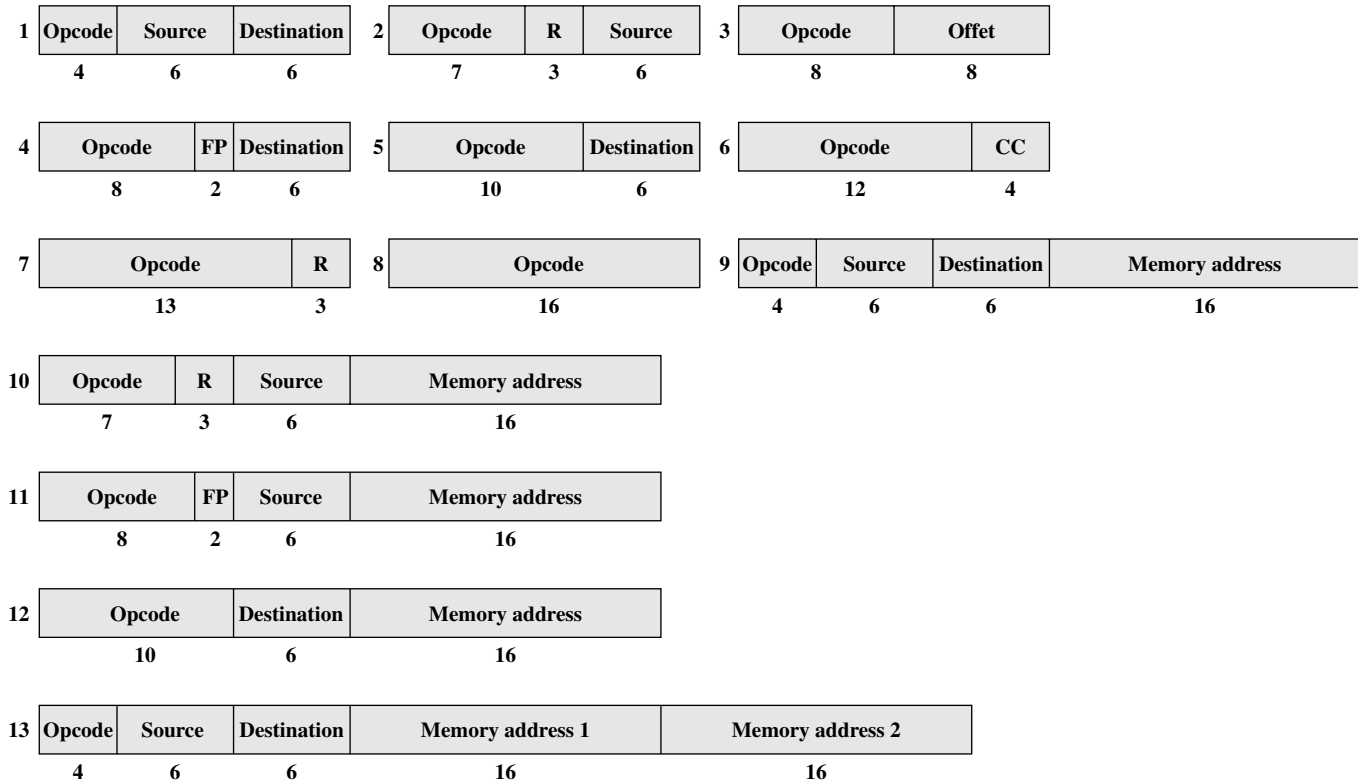 1 Opcode Source Destination 2 Opcode R Source 3 Opcode Offet
4 6 6 7 3 6 8 8
4 Opcode FP Destination 5 Opcode Destination 6 Opcode CC
8 2 6 10 6 12 4
7 Opcode R 8 Opcode 9 Opcode Source Destination Memory address
13 3 16 4 6 6 16
10 Opcode R Source Memory address
7 3 6 16
11 Opcode FP Source Memory address
8 2 6 16
12 Opcode Destination Memory address
10 6 16
13 Opcode Source Destination Memory address 1 Memory address 2
4 6 6 16 16